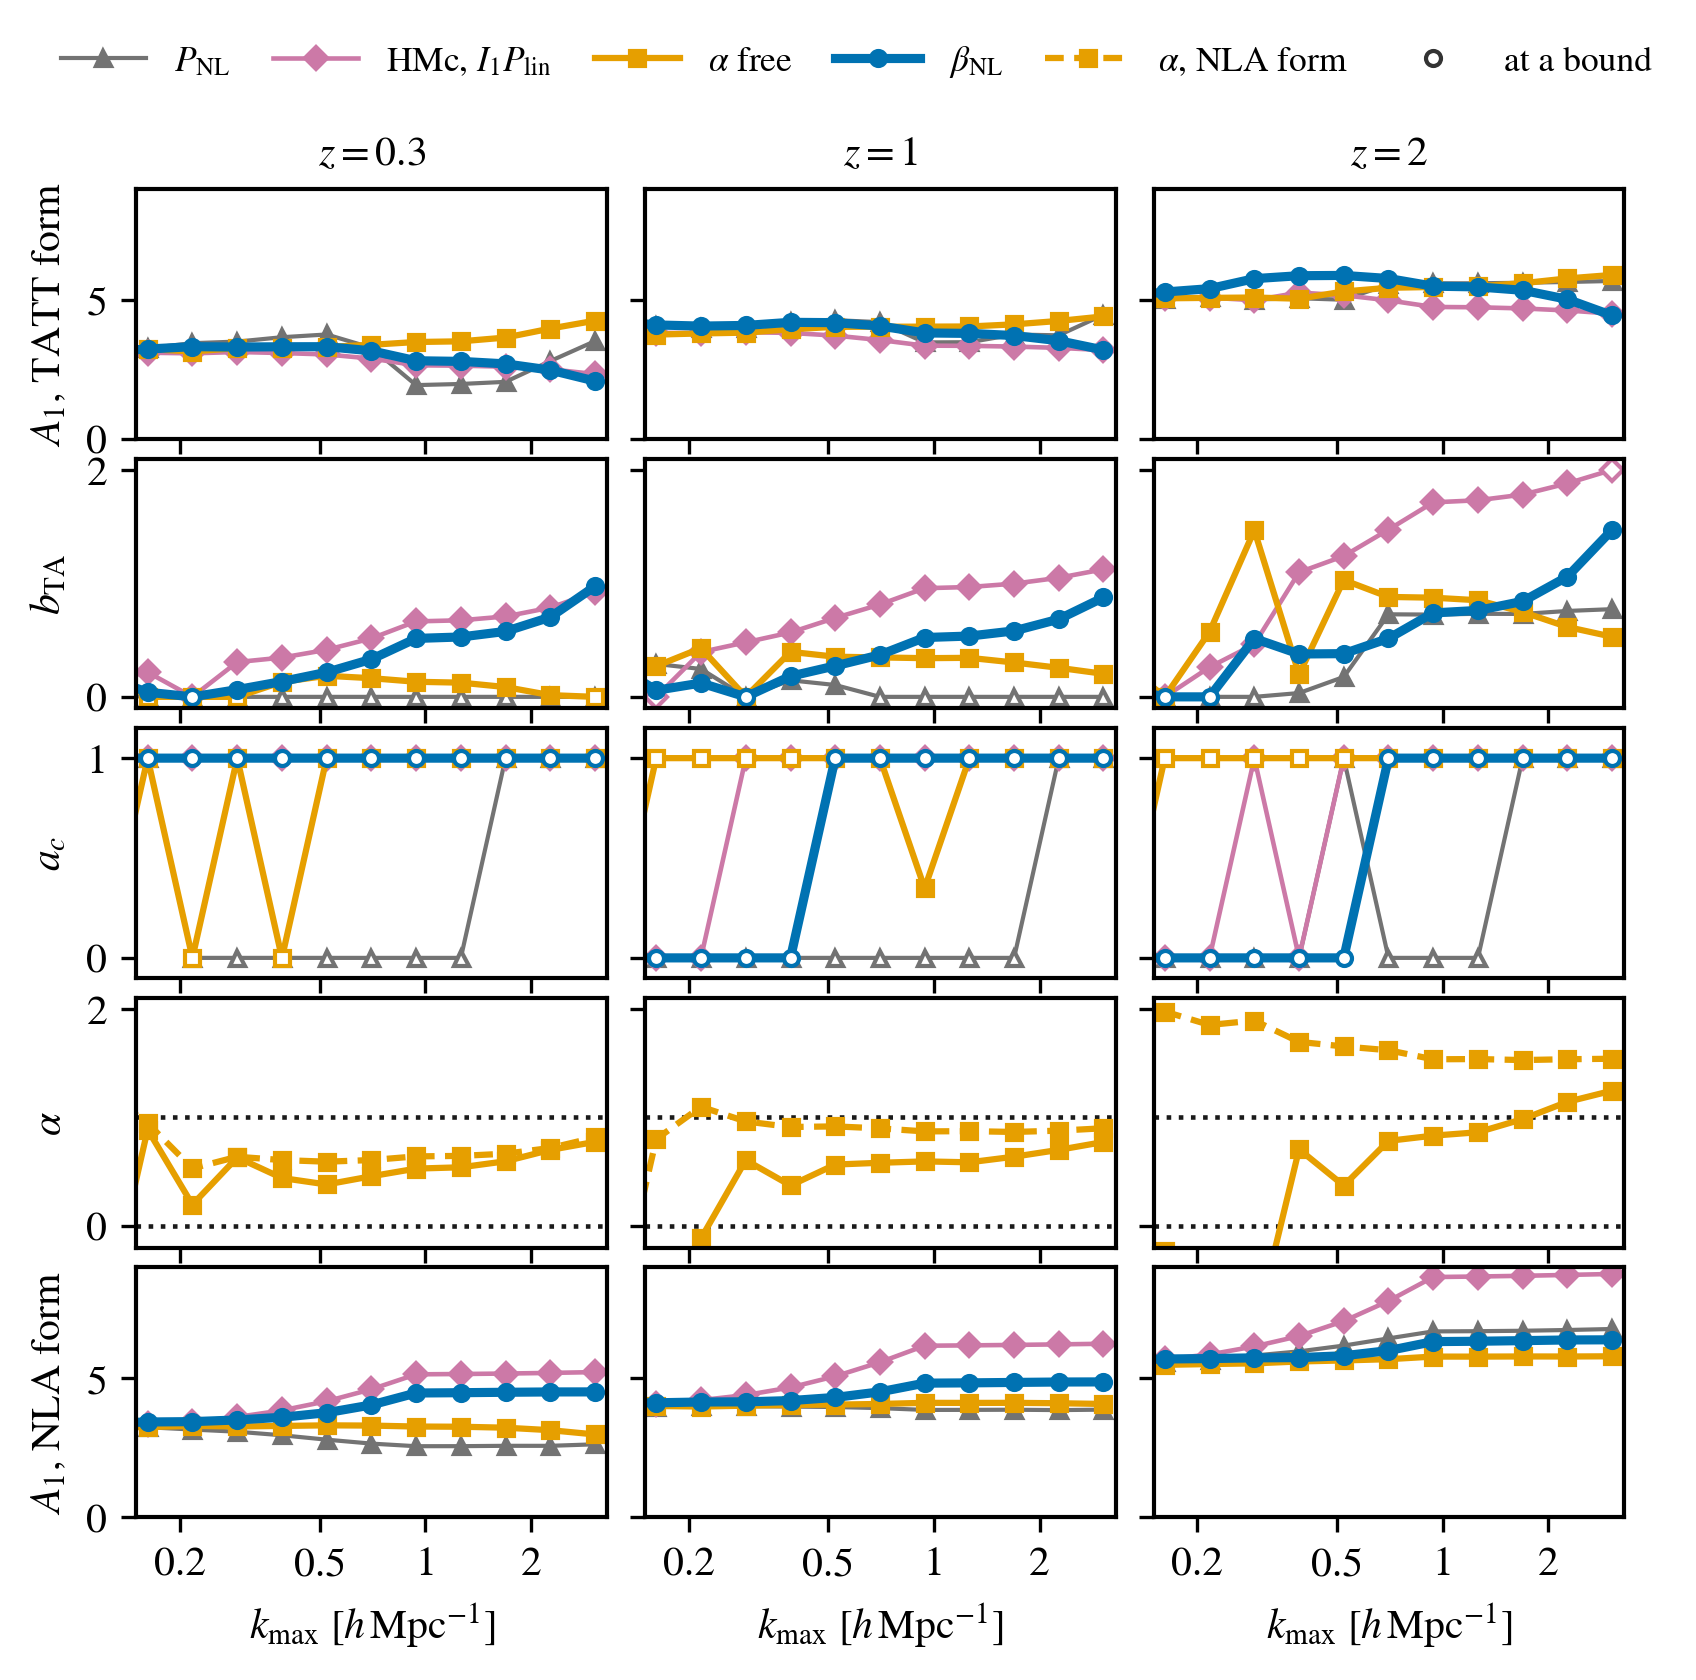 P_NL HMc, I_1P_lin α free β_NL α, NLA form at a bound
z = 0.3 z = 1 z = 2
A_1, TATT form
5
0
b_TA
2
0
a_c
1
0
α
2
0
A_1, NLA form
5
0
0.2 0.5 1 2 0.2 0.5 1 2 0.2 0.5 1 2
k_max [h Mpc^−1] k_max [h Mpc^−1] k_max [h Mpc^−1]